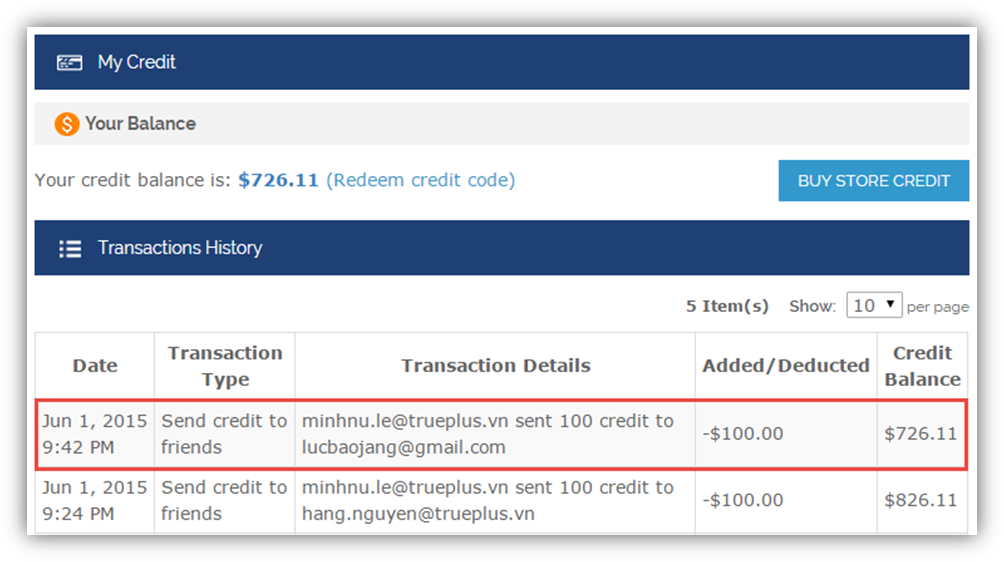 My Credit
Your Balance
Your credit balance is: $726.11 (Redeem credit code)
BUY STORE CREDIT
Transactions History
5 Item(s) Show: 10 per page
Date
Transaction
Type
Transaction Details
Added/Deducted
Credit
Balance
Jun 1, 2015
9:42 PM
Send credit to
friends
minhnu.le@trueplus.vn sent 100 credit to
lucbaojang@gmail.com
-$100.00
$726.11
Jun 1, 2015
9:24 PM
Send credit to
friends
minhnu.le@trueplus.vn sent 100 credit to
hang.nguyen@trueplus.vn
-$100.00
$826.11